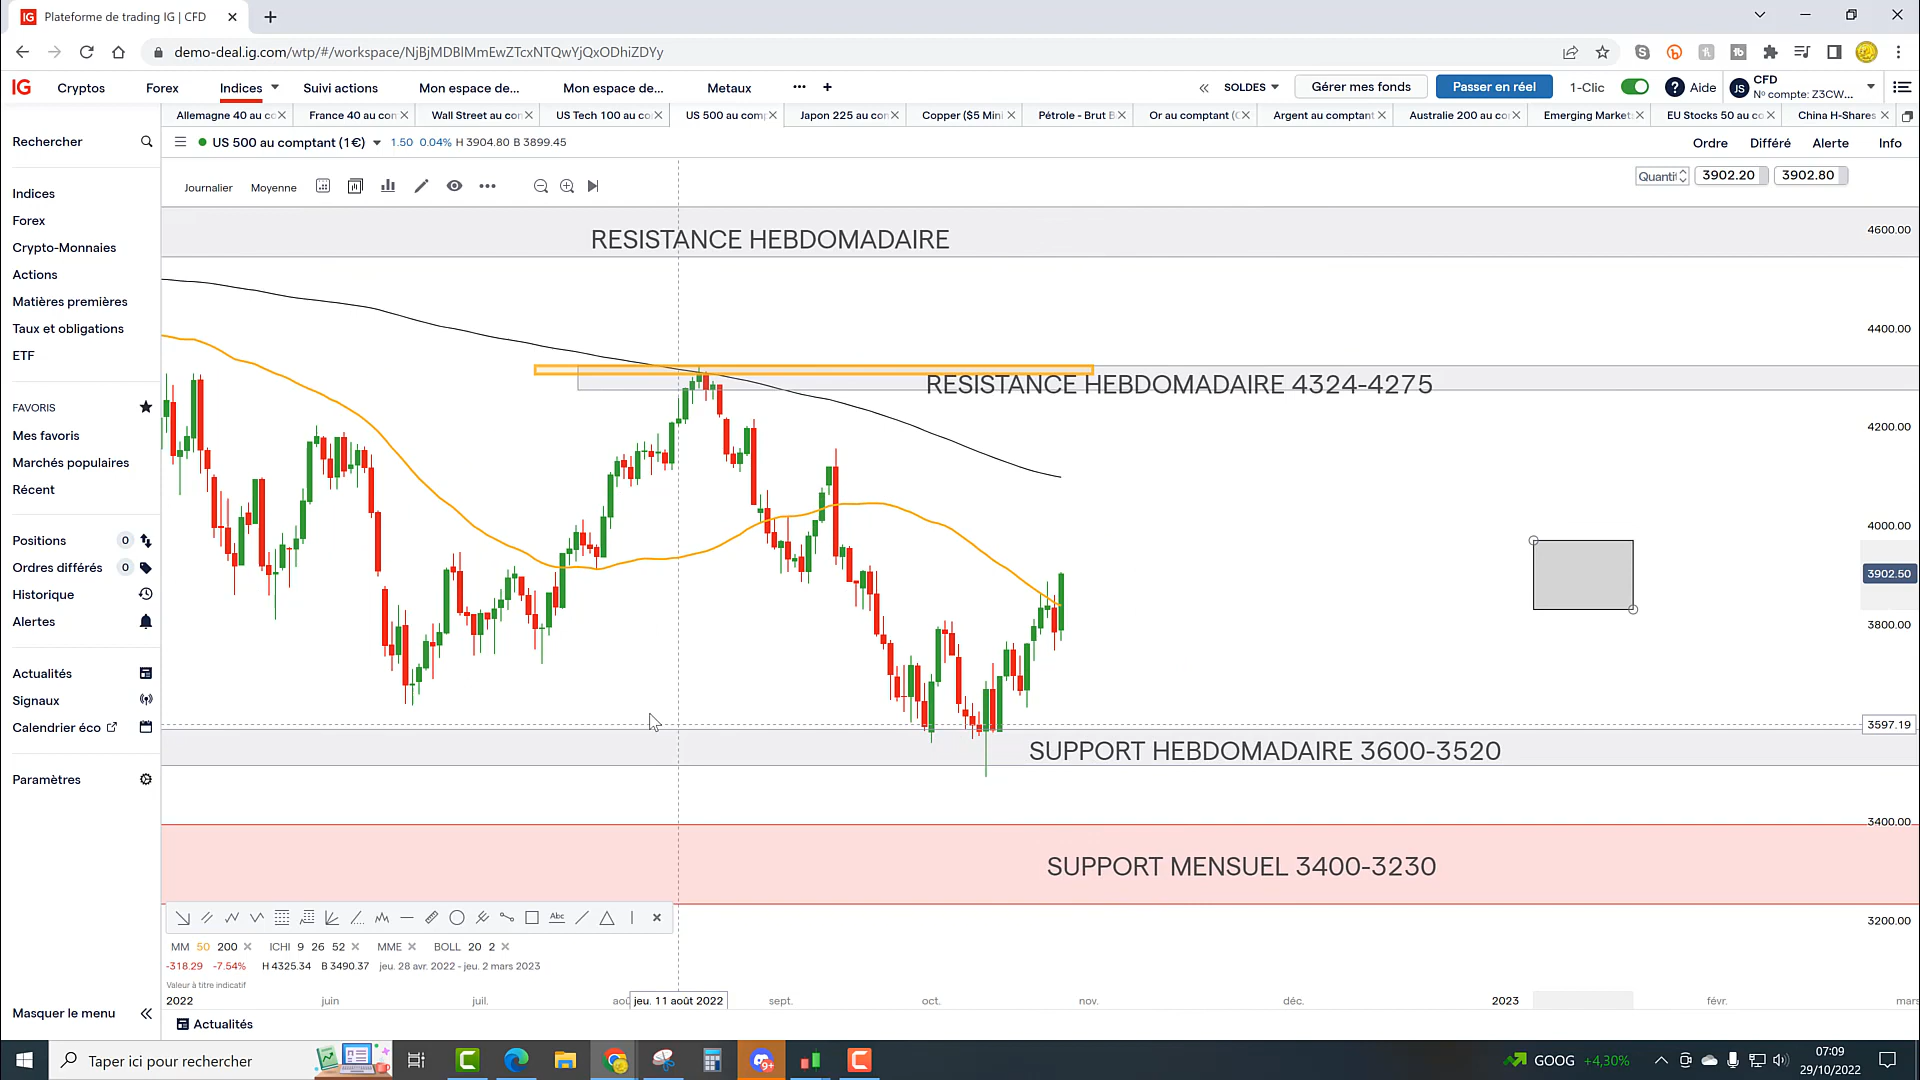 Plateforme de trading IG | CFD
demo-deal.ig.com/wtp/#/workspace/NjBjMDBlMmEwZTcxNTQwYjQxODhiZDYy
IG Cryptos Forex Indices Suivi actions Mon espace de... Mon espace de... Metaux ••• + SOLDES Gérer mes fonds Passer en réel 1-Clic ? Aide JS CFD
Nº compte: Z3CW...
Allemagne 40 au co France 40 au con Wall Street au con US Tech 100 au co US 500 au comp Japon 225 au con Copper ($5 Mini Pétrole - Brut B Or au comptant ( Argent au comptant Australie 200 au co Emerging Market EU Stocks 50 au co China H-Shares
Rechercher
US 500 au comptant (1€) 1.50 0.04% H 3904.80 B 3899.45 Ordre Différé Alerte Info
Journalier Moyenne Quanti 3902.20 3902.80
Indices
Forex
Crypto-Monnaies
Actions
Matières premières
Taux et obligations
ETF
FAVORIS
Mes favoris
Marchés populaires
Récent
Positions 0
Ordres différés 0
Historique
Alertes
Actualités
Signaux
Calendrier éco
Paramètres
Masquer le menu
RESISTANCE HEBDOMADAIRE
RESISTANCE HEBDOMADAIRE 4324-4275
SUPPORT HEBDOMADAIRE 3600-3520
SUPPORT MENSUEL 3400-3230
4600.00
4400.00
4200.00
4000.00
3902.50
3800.00
3597.19
3400.00
3200.00
Abc
MM 50 200 ICHI 9 26 52 MME BOLL 20 2
-318.29 -7.54% H 4325.34 B 3490.37 jeu. 28 avr. 2022 - jeu. 2 mars 2023
Valeur à titre indicatif
2022 juin juil. aoû jeu. 11 août 2022 sept. oct. nov. déc. 2023 févr. mars
Actualités
Taper ici pour rechercher 9+ GOOG +4,30% 07:09
29/10/2022